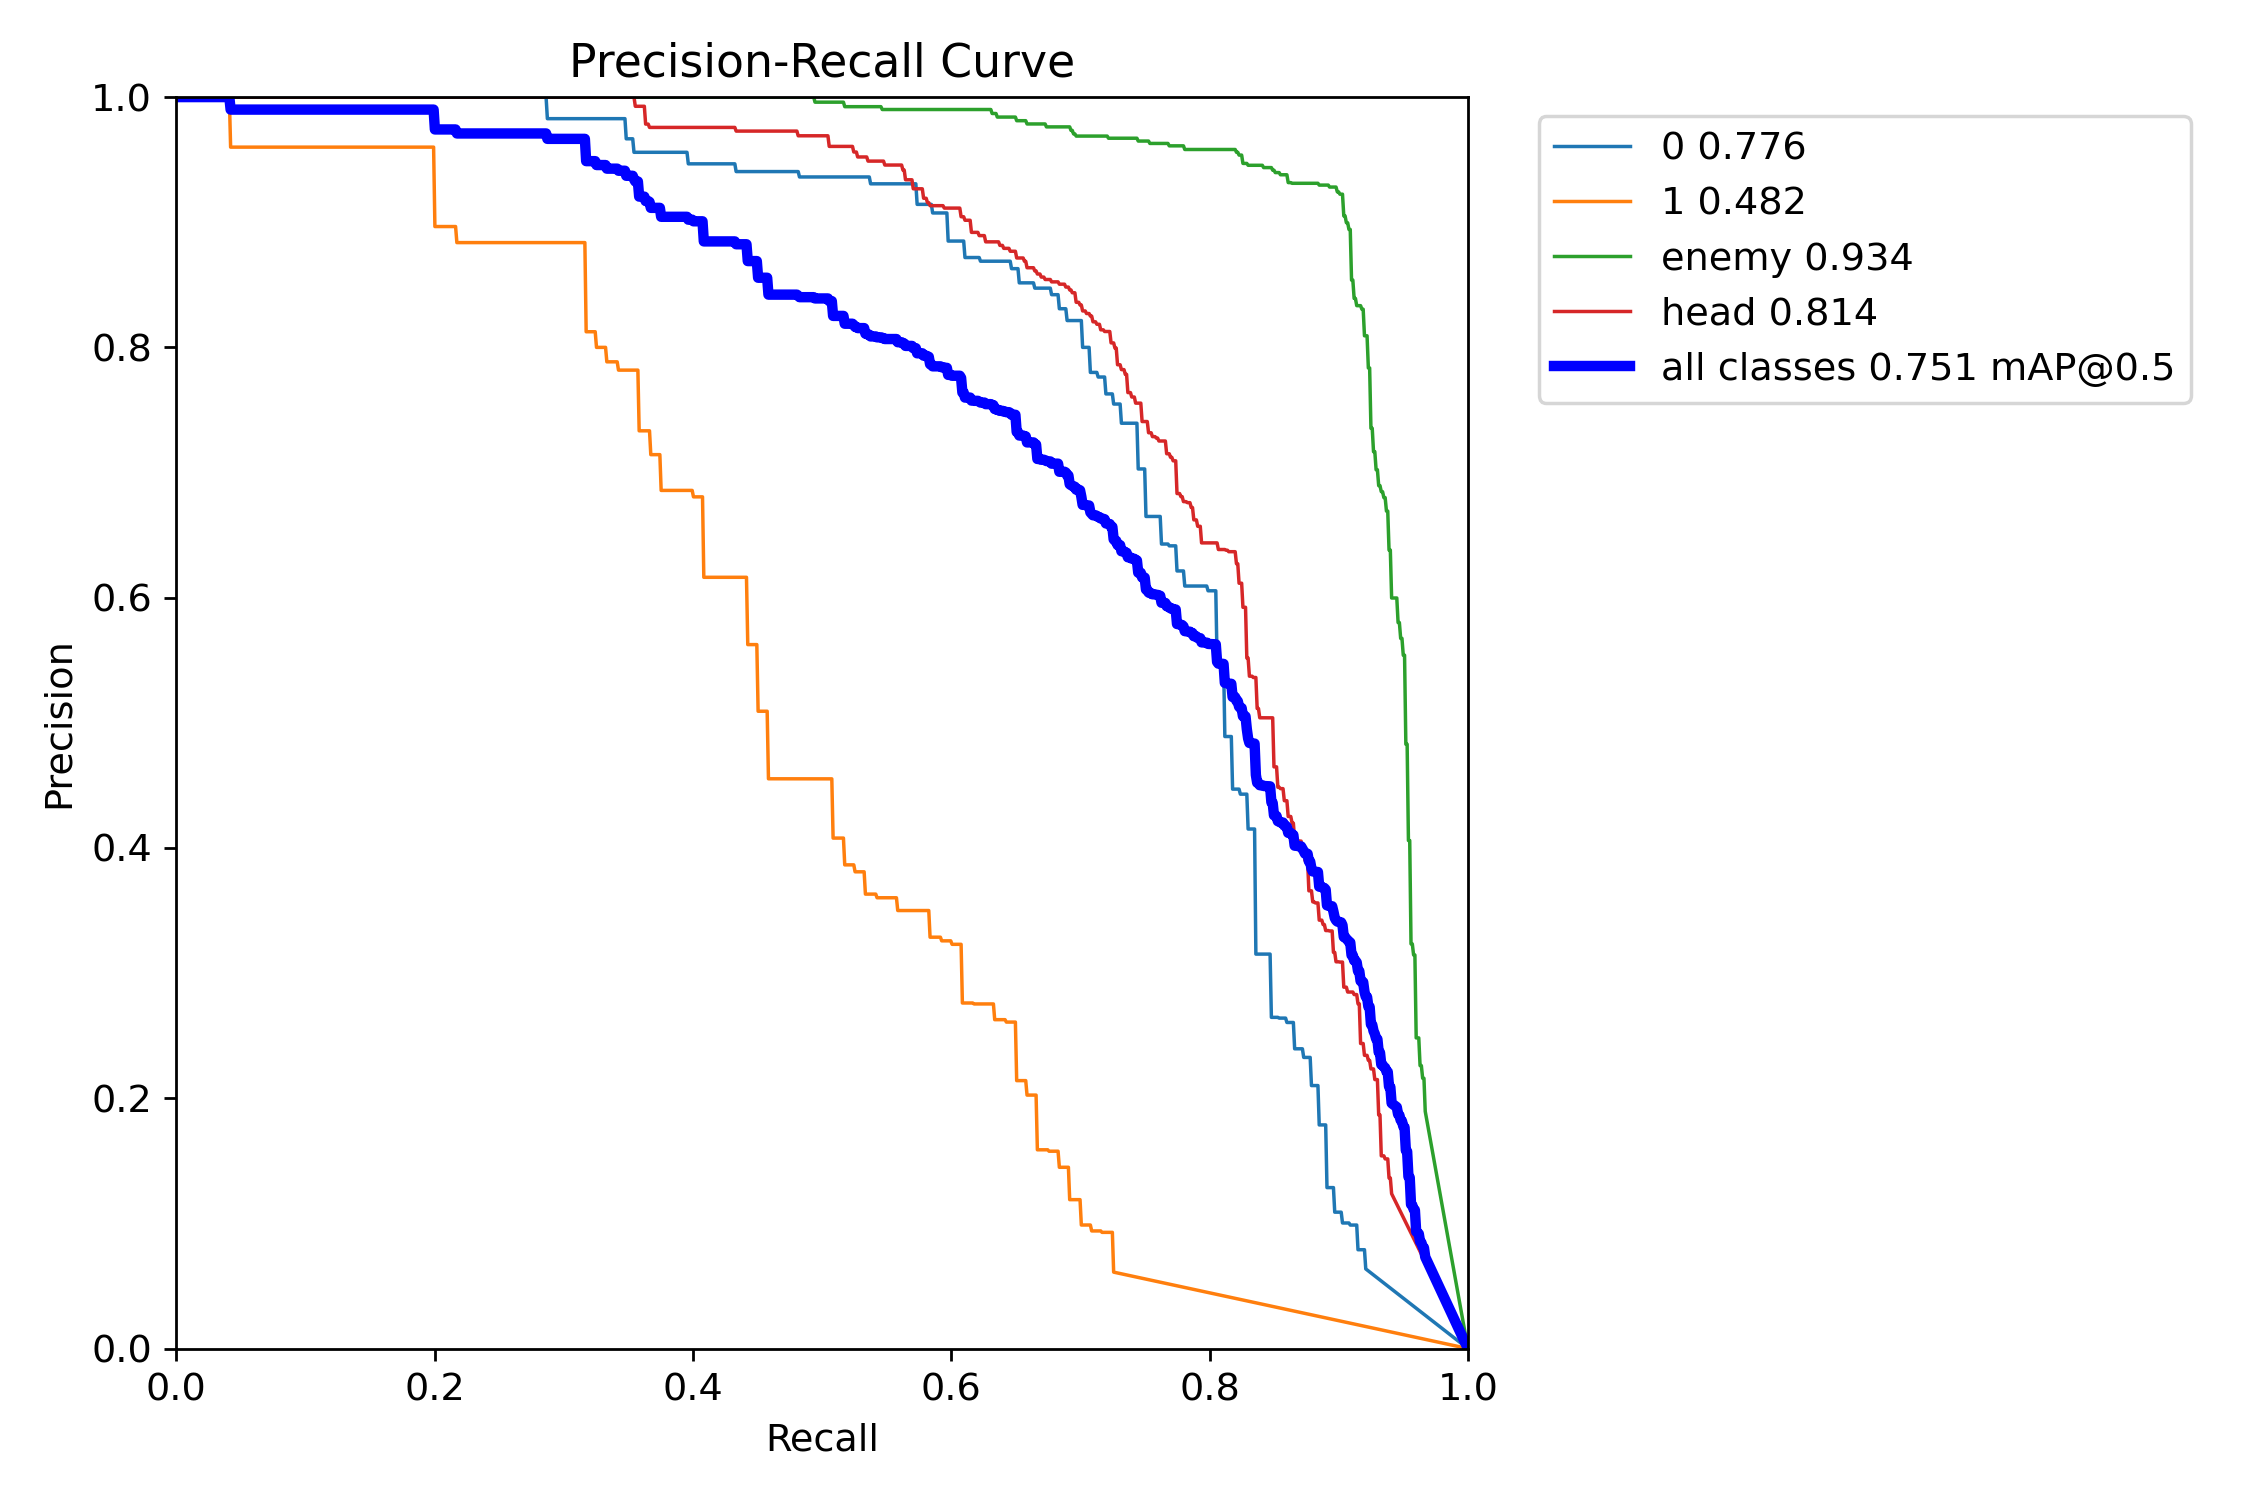 Precision-Recall Curve
1.0
0.8
0.6
0.4
0.2
0.0
Precision
0.0 0.2 0.4 0.6 0.8 1.0
Recall
0 0.776
1 0.482
enemy 0.934
head 0.814
all classes 0.751 mAP@0.5